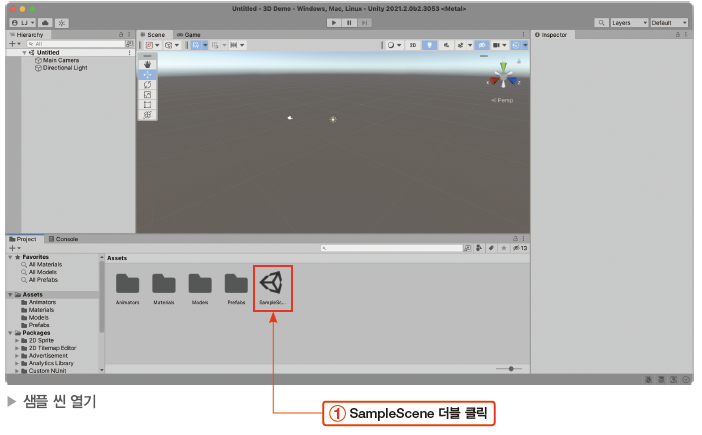 Untitled - 3D Demo - Windows, Mac, Linux - Unity 2021.2.0b2.3053 <Metal>
LJ
Layers
Default
Hierarchy
All
Untitled
Main Camera
Directional Light
Scene
Game
2D
y
x
z
Persp
Inspector
Project
Console
13
Favorites
All Materials
All Models
All Prefabs
Assets
Animators
Materials
Models
Prefabs
Packages
2D Sprite
2D Tilemap Editor
Advertisement
Analytics Library
Custom NUnit
Assets
Animators
Materials
Models
Prefabs
SampleSc...
▶ 샘플 씬 열기
① SampleScene 더블 클릭